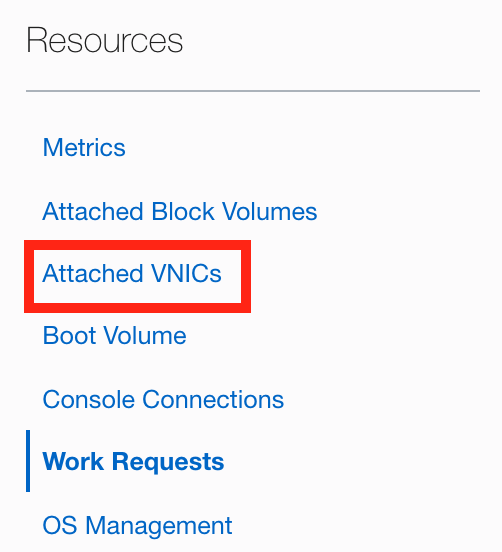 Resources
Metrics
Attached Block Volumes
Attached VNICs
Boot Volume
Console Connections
Work Requests
OS Management